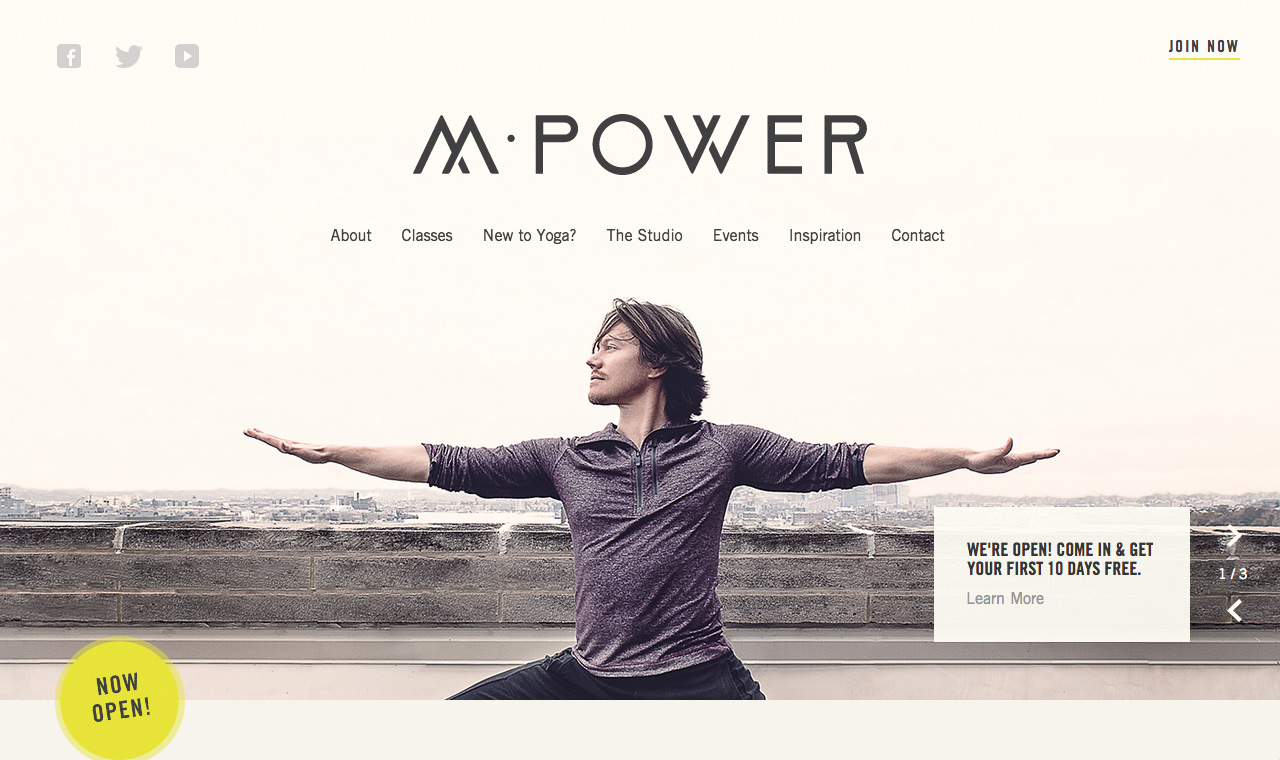 JOIN NOW
M·POWER
About Classes New to Yoga? The Studio Events Inspiration Contact
WE'RE OPEN! COME IN & GET
YOUR FIRST 10 DAYS FREE.
Learn More
1 / 3
NOW
OPEN!